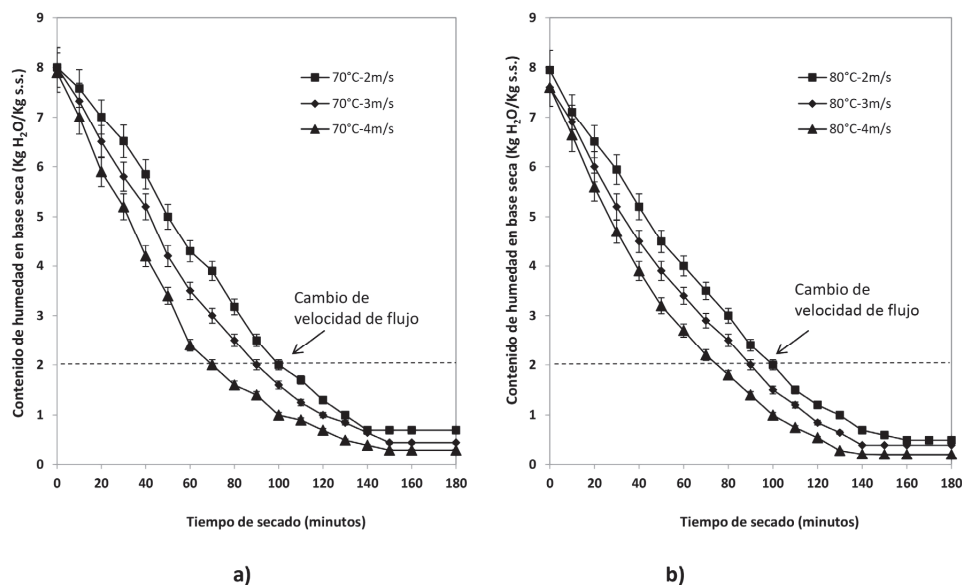 9
8
7
6
5
4
3
2
1
0
Contenido de humedad en base seca (Kg H₂O/Kg s.s.)
70°C-2m/s
70°C-3m/s
70°C-4m/s
Cambio de
velocidad de flujo
0 20 40 60 80 100 120 140 160 180
Tiempo de secado (minutos)
a)
9
8
7
6
5
4
3
2
1
0
Contenido de humedad en base seca (Kg H₂O/Kg s.s.)
80°C-2m/s
80°C-3m/s
80°C-4m/s
Cambio de
velocidad de flujo
0 20 40 60 80 100 120 140 160 180
Tiempo de secado (minutos)
b)